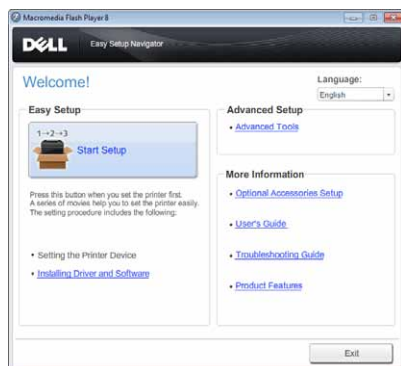 Macromedia Flash Player 8
DELL Easy Setup Navigator
Welcome!
Language:
English
Easy Setup
1→2→3
Start Setup
Press this button when you set the printer first.
A series of movies help you to set the printer easily.
The setting procedure includes the following:
• Setting the Printer Device
• Installing Driver and Software
Advanced Setup
• Advanced Tools
More Information
• Optional Accessories Setup
• User's Guide
• Troubleshooting Guide
• Product Features
Exit